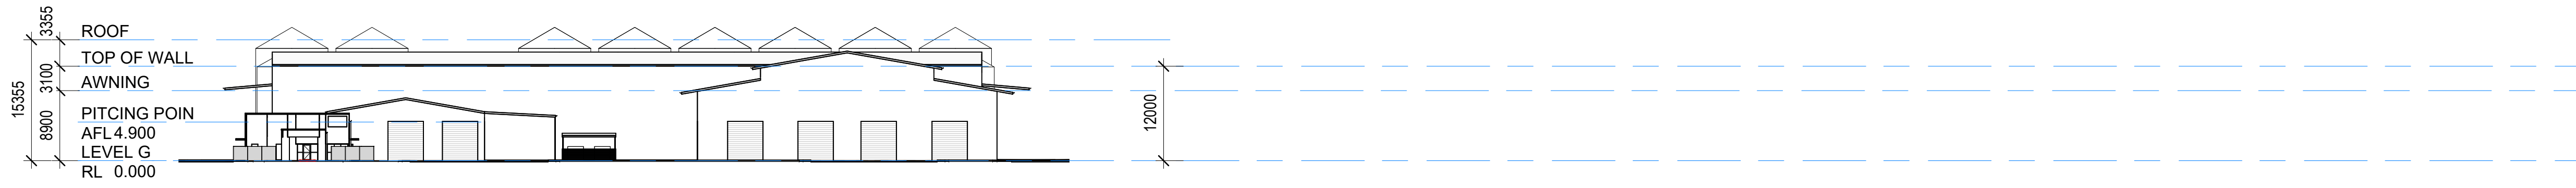 3355
ROOF
TOP OF WALL
3100
AWNING
15355
12000
PITCING POIN
8900
AFL 4.900
LEVEL G
RL 0.000